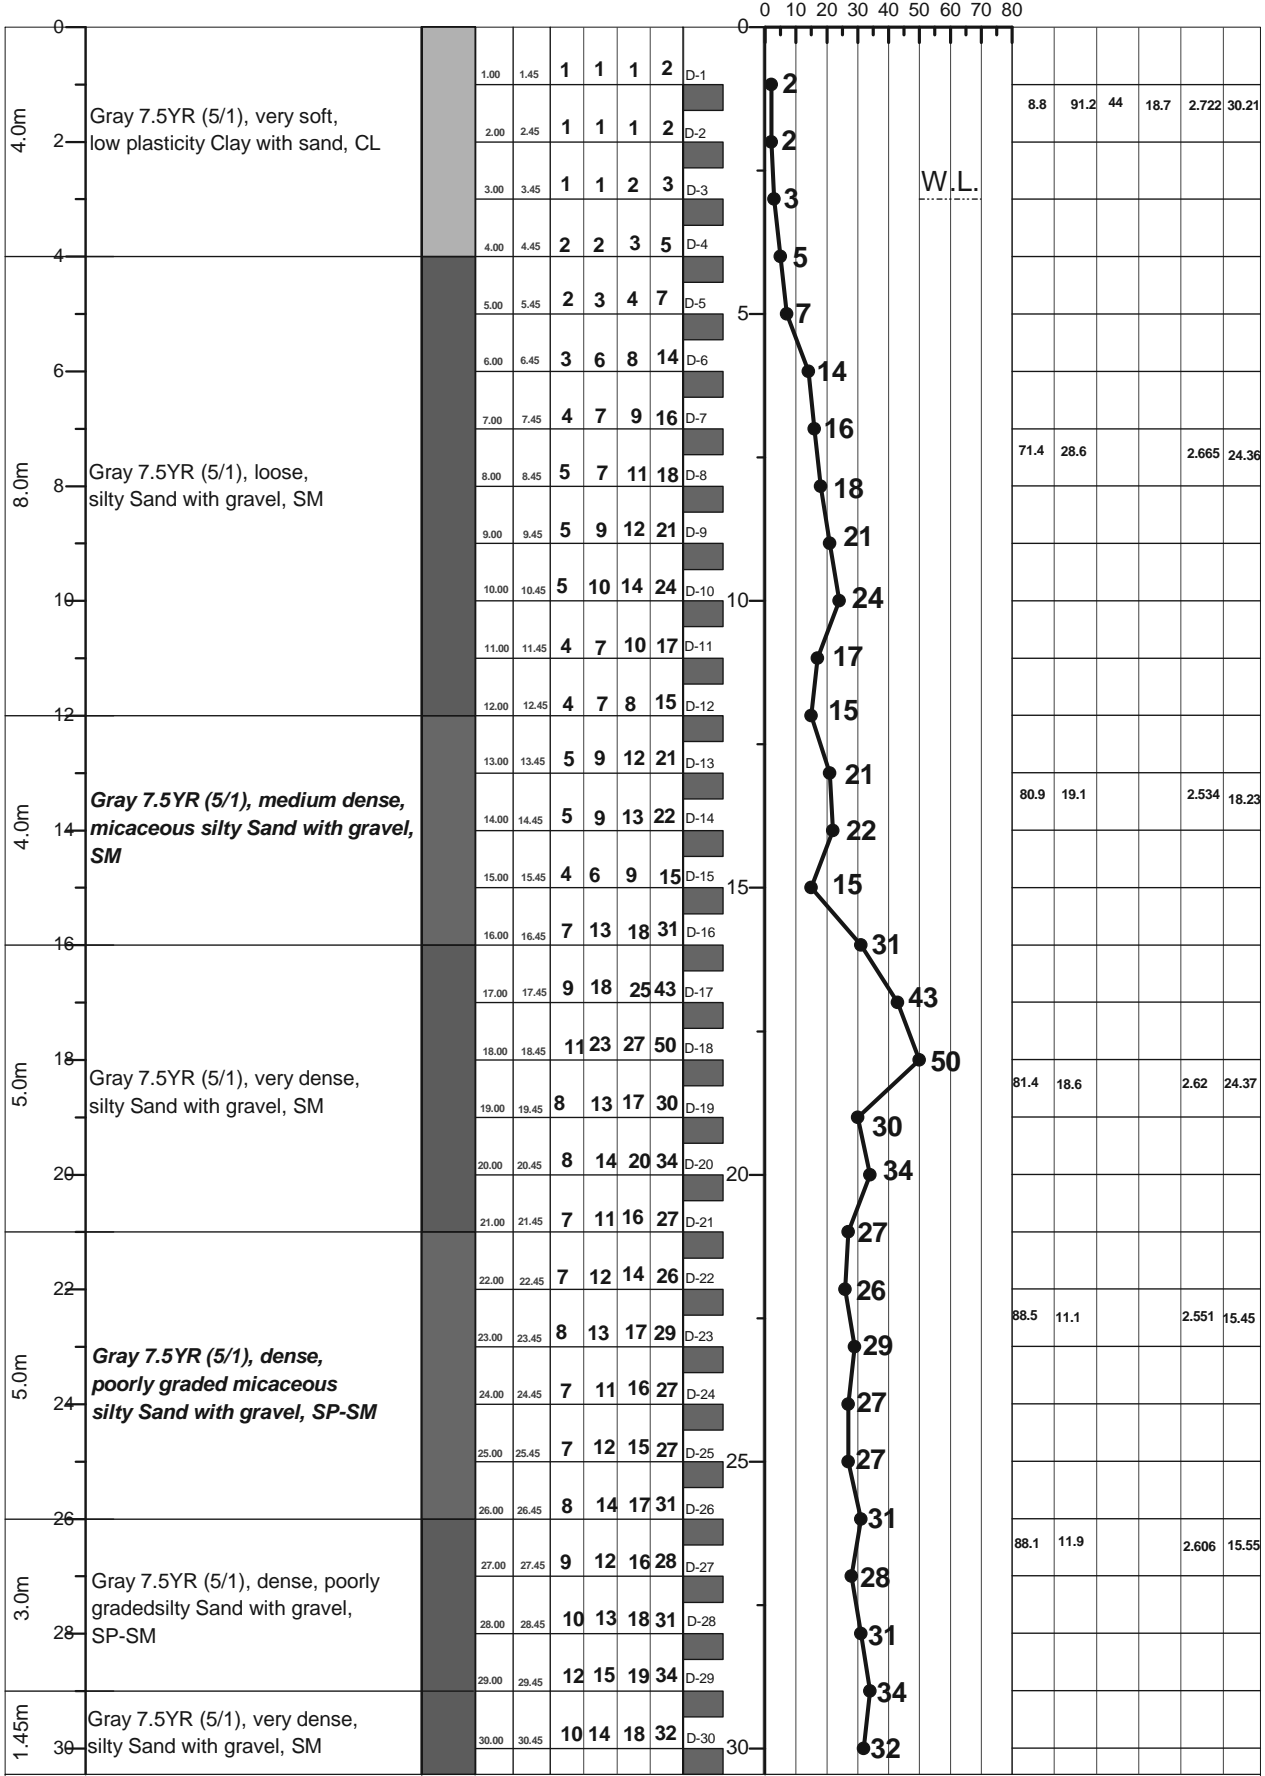 0 10 20 30 40 50 60 70 80
0 0
1.00 1.45 1 1 1 2 D-1 2
4.0m
Gray 7.5YR (5/1), very soft,
low plasticity Clay with sand, CL
8.8 91.2 44 18.7 2.722 30.21
2 2.00 2.45 1 1 1 2 D-2 2
W.L.
3.00 3.45 1 1 2 3 D-3 3
4 4.00 4.45 2 2 3 5 D-4 5
5.00 5.45 2 3 4 7 D-5 5 7
6 6.00 6.45 3 6 8 14 D-6 14
7.00 7.45 4 7 9 16 D-7 16
71.4 28.6 2.665 24.36
8.0m
Gray 7.5YR (5/1), loose,
silty Sand with gravel, SM
8 8.00 8.45 5 7 11 18 D-8 18
9.00 9.45 5 9 12 21 D-9 21
10 10.00 10.45 5 10 14 24 D-10 10 24
11.00 11.45 4 7 10 17 D-11 17
12 12.00 12.45 4 7 8 15 D-12 15
13.00 13.45 5 9 12 21 D-13 21
80.9 19.1 2.534 18.23
4.0m
Gray 7.5YR (5/1), medium dense,
micaceous silty Sand with gravel,
SM
14 14.00 14.45 5 9 13 22 D-14 22
15.00 15.45 4 6 9 15 D-15 15 15
16 16.00 16.45 7 13 18 31 D-16 31
17.00 17.45 9 18 25 43 D-17 43
18 18.00 18.45 11 23 27 50 D-18 50
5.0m
Gray 7.5YR (5/1), very dense,
silty Sand with gravel, SM
81.4 18.6 2.62 24.37
19.00 19.45 8 13 17 30 D-19 30
20 20.00 20.45 8 14 20 34 D-20 20 34
21.00 21.45 7 11 16 27 D-21 27
22 22.00 22.45 7 12 14 26 D-22 26
88.5 11.1 2.551 15.45
23.00 23.45 8 13 17 29 D-23 29
5.0m
Gray 7.5YR (5/1), dense,
poorly graded micaceous
silty Sand with gravel, SP-SM
24 24.00 24.45 7 11 16 27 D-24 27
25.00 25.45 7 12 15 27 D-25 25 27
26 26.00 26.45 8 14 17 31 D-26 31
88.1 11.9 2.606 15.55
27.00 27.45 9 12 16 28 D-27 28
3.0m
Gray 7.5YR (5/1), dense, poorly
gradedsilty Sand with gravel,
SP-SM
28 28.00 28.45 10 13 18 31 D-28 31
29.00 29.45 12 15 19 34 D-29 34
1.45m
Gray 7.5YR (5/1), very dense,
silty Sand with gravel, SM
30 30.00 30.45 10 14 18 32 D-30 30 32